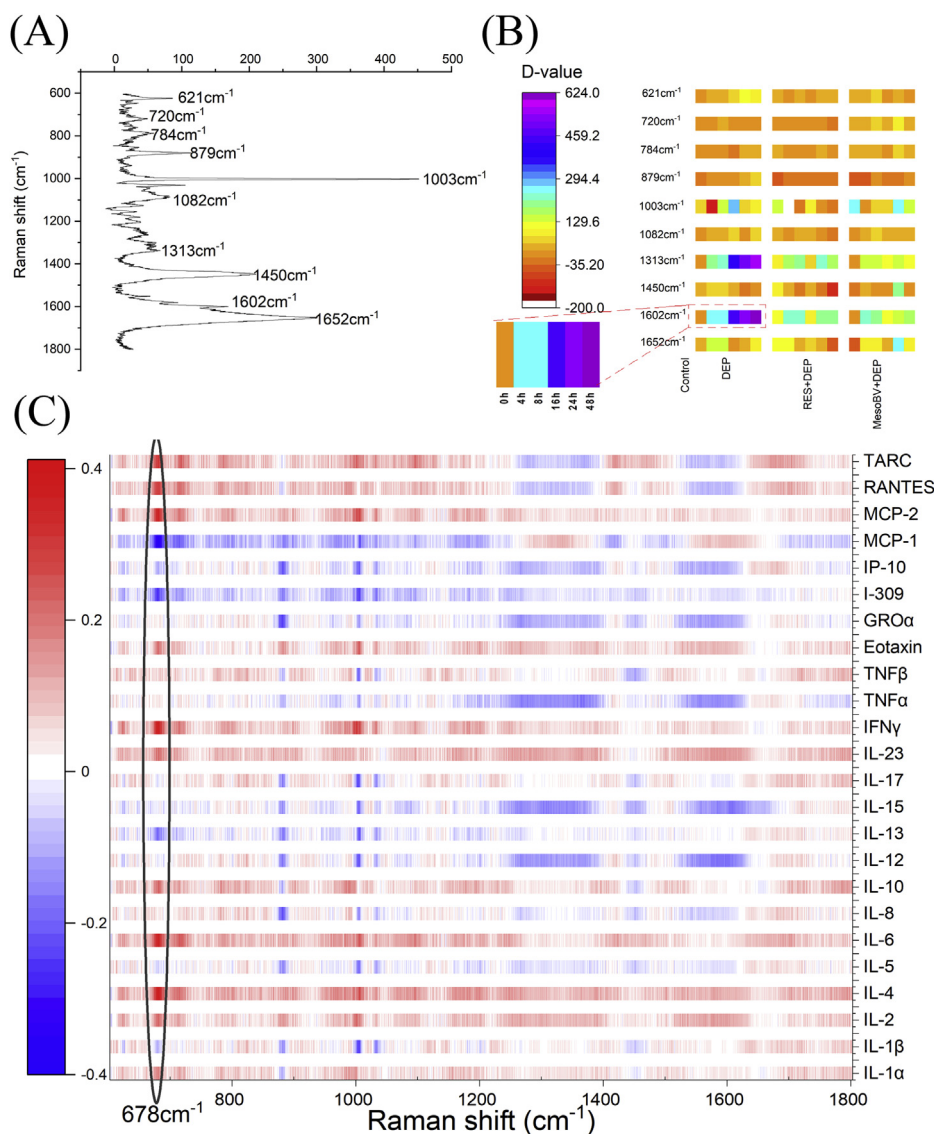 (A)
0 100 200 300 400 500
Raman shift (cm-1)
600
800
1000
1200
1400
1600
1800
621cm-1
720cm-1
784cm-1
879cm-1
1003cm-1
1082cm-1
1313cm-1
1450cm-1
1602cm-1
1652cm-1
(B)
D-value
624.0
459.2
294.4
129.6
-35.20
-200.0
0h 4h 8h 16h 24h 48h
621cm-1
720cm-1
784cm-1
879cm-1
1003cm-1
1082cm-1
1313cm-1
1450cm-1
1602cm-1
1652cm-1
Control
DEP
RES+DEP
MesoBV+DEP
(C)
0.4
0.2
0
-0.2
-0.4
TARC
RANTES
MCP-2
MCP-1
IP-10
I-309
GROα
Eotaxin
TNFβ
TNFα
IFNγ
IL-23
IL-17
IL-15
IL-13
IL-12
IL-10
IL-8
IL-6
IL-5
IL-4
IL-2
IL-1β
IL-1α
678cm-1
800 1000 1200 1400 1600 1800
Raman shift (cm-1)